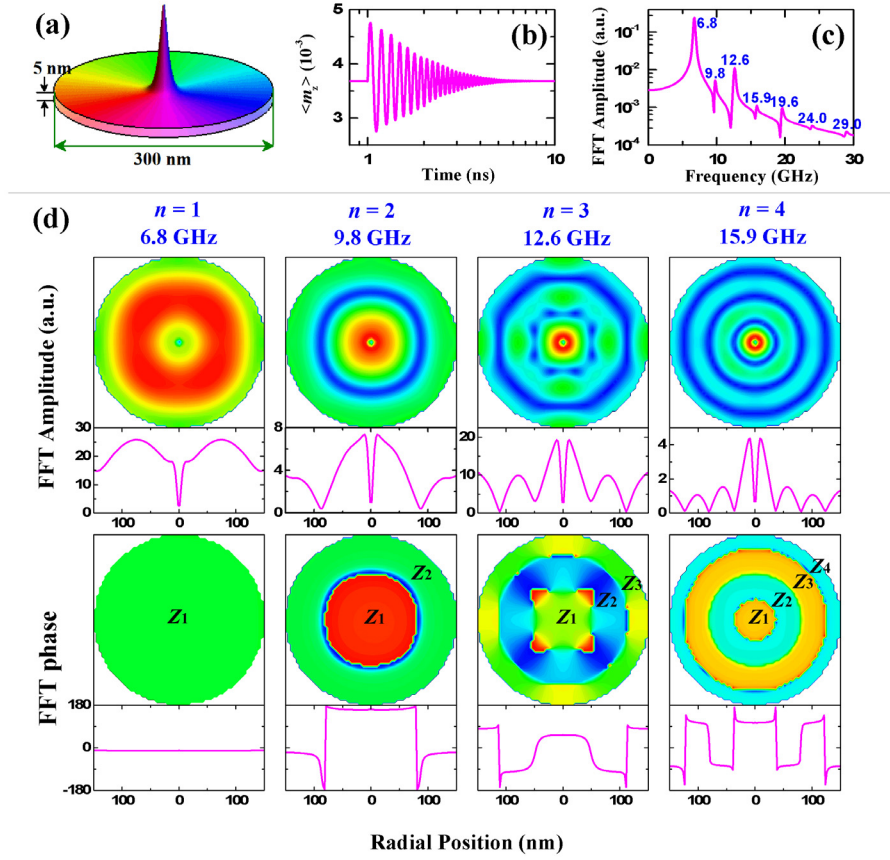 (a)
5 nm
300 nm
(b)
<m_z> (10^-3)
5
4
3
1
10
Time (ns)
(c)
FFT Amplitude (a.u.)
10^-1
10^-2
10^-3
10^-4
6.8
9.8
12.6
15.9
19.6
24.0
29.0
0
10
20
30
Frequency (GHz)
(d)
n = 1
6.8 GHz
n = 2
9.8 GHz
n = 3
12.6 GHz
n = 4
15.9 GHz
FFT Amplitude (a.u.)
30
20
10
0
100 0 100
8
4
0
100 0 100
20
10
0
100 0 100
4
2
0
100 0 100
FFT phase
Z1
Z1 Z2
Z1 Z2 Z3
Z1 Z2 Z3 Z4
180
0
-180
100 0 100
100 0 100
100 0 100
100 0 100
Radial Position (nm)